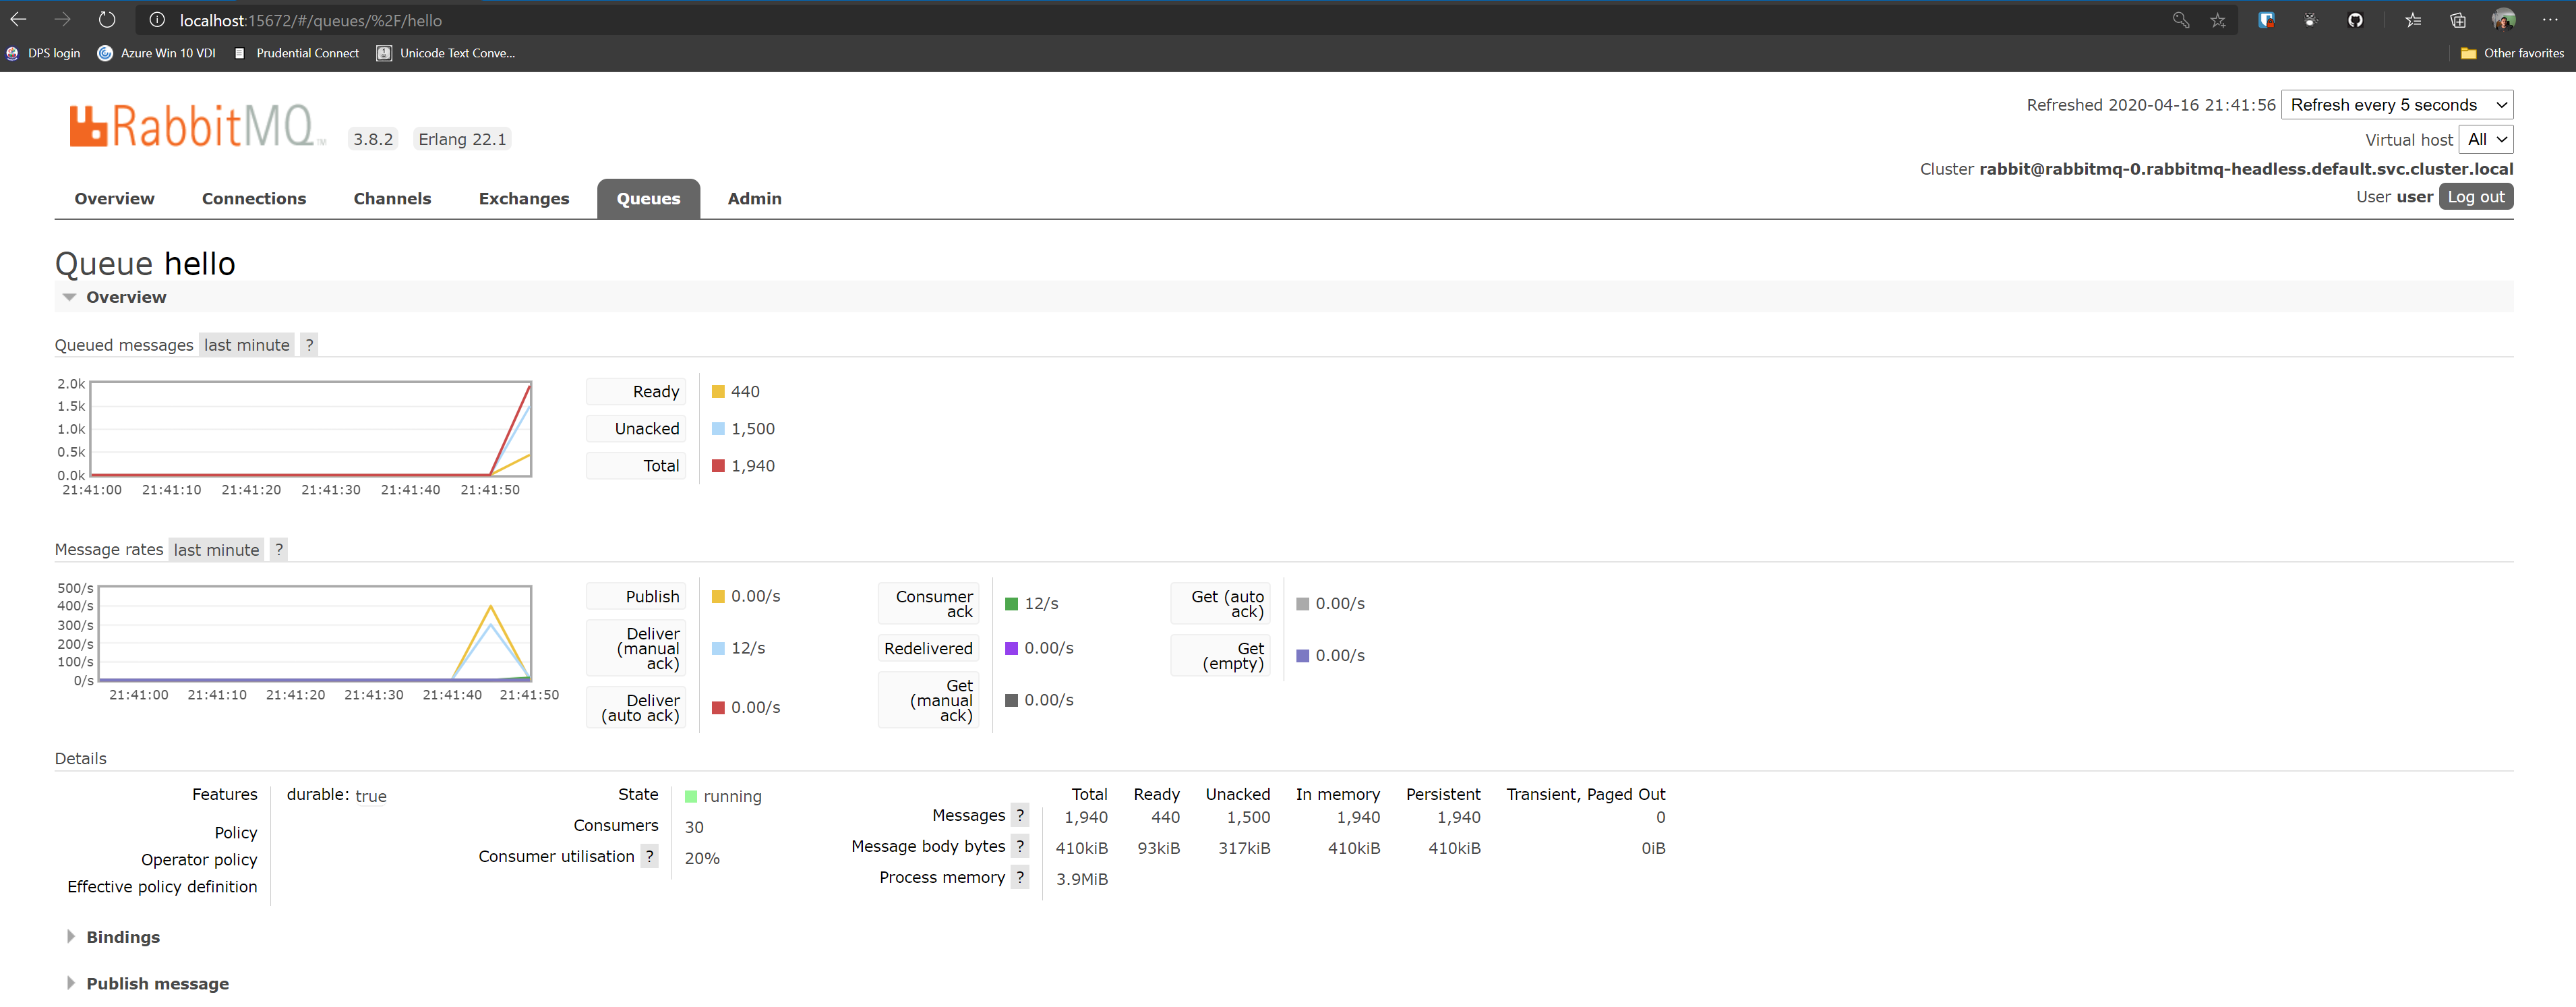 localhost:15672/#/queues/%2F/hello
DPS login Azure Win 10 VDI Prudential Connect Unicode Text Conve... Other favorites
RabbitMQ TM 3.8.2 Erlang 22.1
Refreshed 2020-04-16 21:41:56 Refresh every 5 seconds
Virtual host All
Cluster rabbit@rabbitmq-0.rabbitmq-headless.default.svc.cluster.local
User user Log out
Overview Connections Channels Exchanges Queues Admin
Queue hello
Overview
Queued messages last minute ?
2.0k
1.5k
1.0k
0.5k
0.0k
21:41:00 21:41:10 21:41:20 21:41:30 21:41:40 21:41:50
Ready 440
Unacked 1,500
Total 1,940
Message rates last minute ?
500/s
400/s
300/s
200/s
100/s
0/s
21:41:00 21:41:10 21:41:20 21:41:30 21:41:40 21:41:50
Publish 0.00/s
Deliver
(manual 12/s
ack)
Deliver
(auto ack) 0.00/s
Consumer
ack 12/s
Redelivered 0.00/s
Get
(manual 0.00/s
ack)
Get (auto
ack) 0.00/s
Get
(empty) 0.00/s
Details
Features durable: true
Policy
Operator policy
Effective policy definition
State running
Consumers 30
Consumer utilisation ? 20%
Total Ready Unacked In memory Persistent Transient, Paged Out
Messages ? 1,940 440 1,500 1,940 1,940 0
Message body bytes ? 410kiB 93kiB 317kiB 410kiB 410kiB 0iB
Process memory ? 3.9MiB
Bindings
Publish message